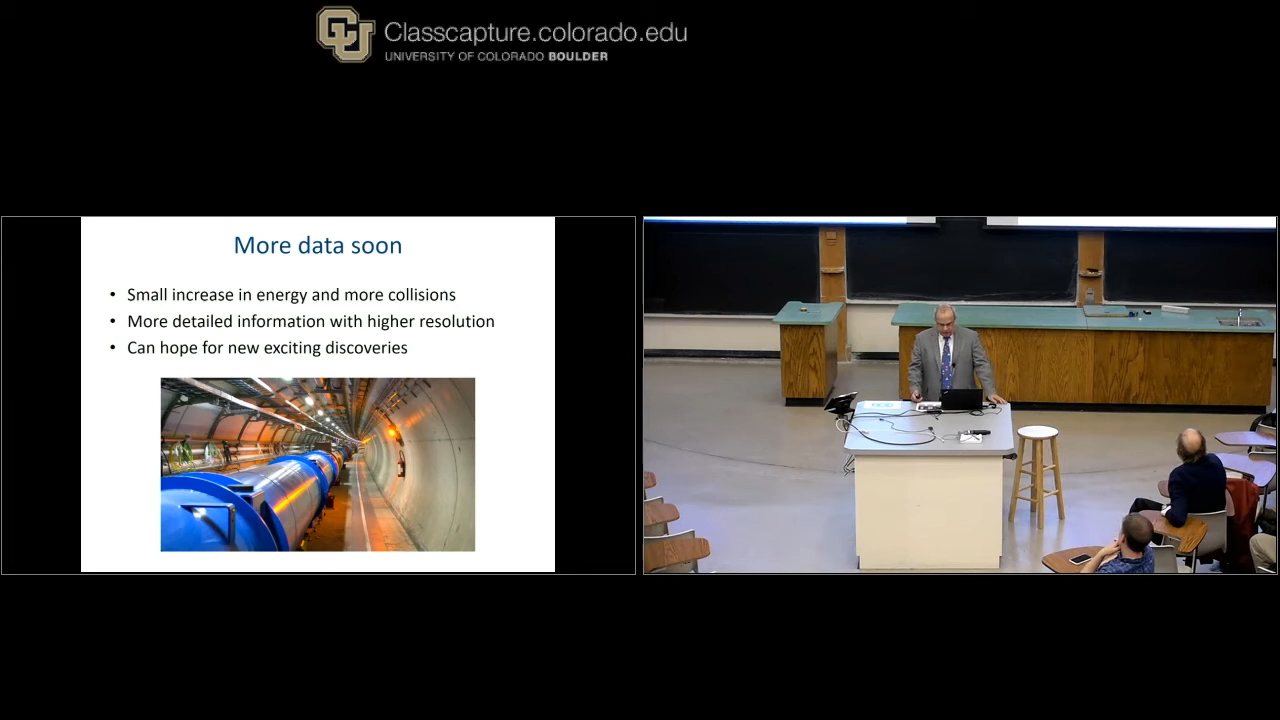 Classcapture.colorado.edu
UNIVERSITY OF COLORADO BOULDER
More data soon
• Small increase in energy and more collisions
• More detailed information with higher resolution
• Can hope for new exciting discoveries